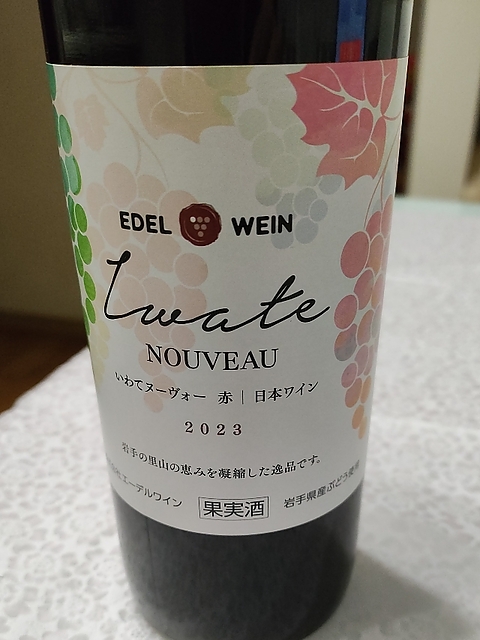 EDEL WEIN
Iwate
NOUVEAU
いわてヌーヴォー 赤 | 日本ワイン
2023
岩手の里山の恵みを凝縮した逸品です。
エーデルワイン
果実酒
岩手県産ぶどう使用